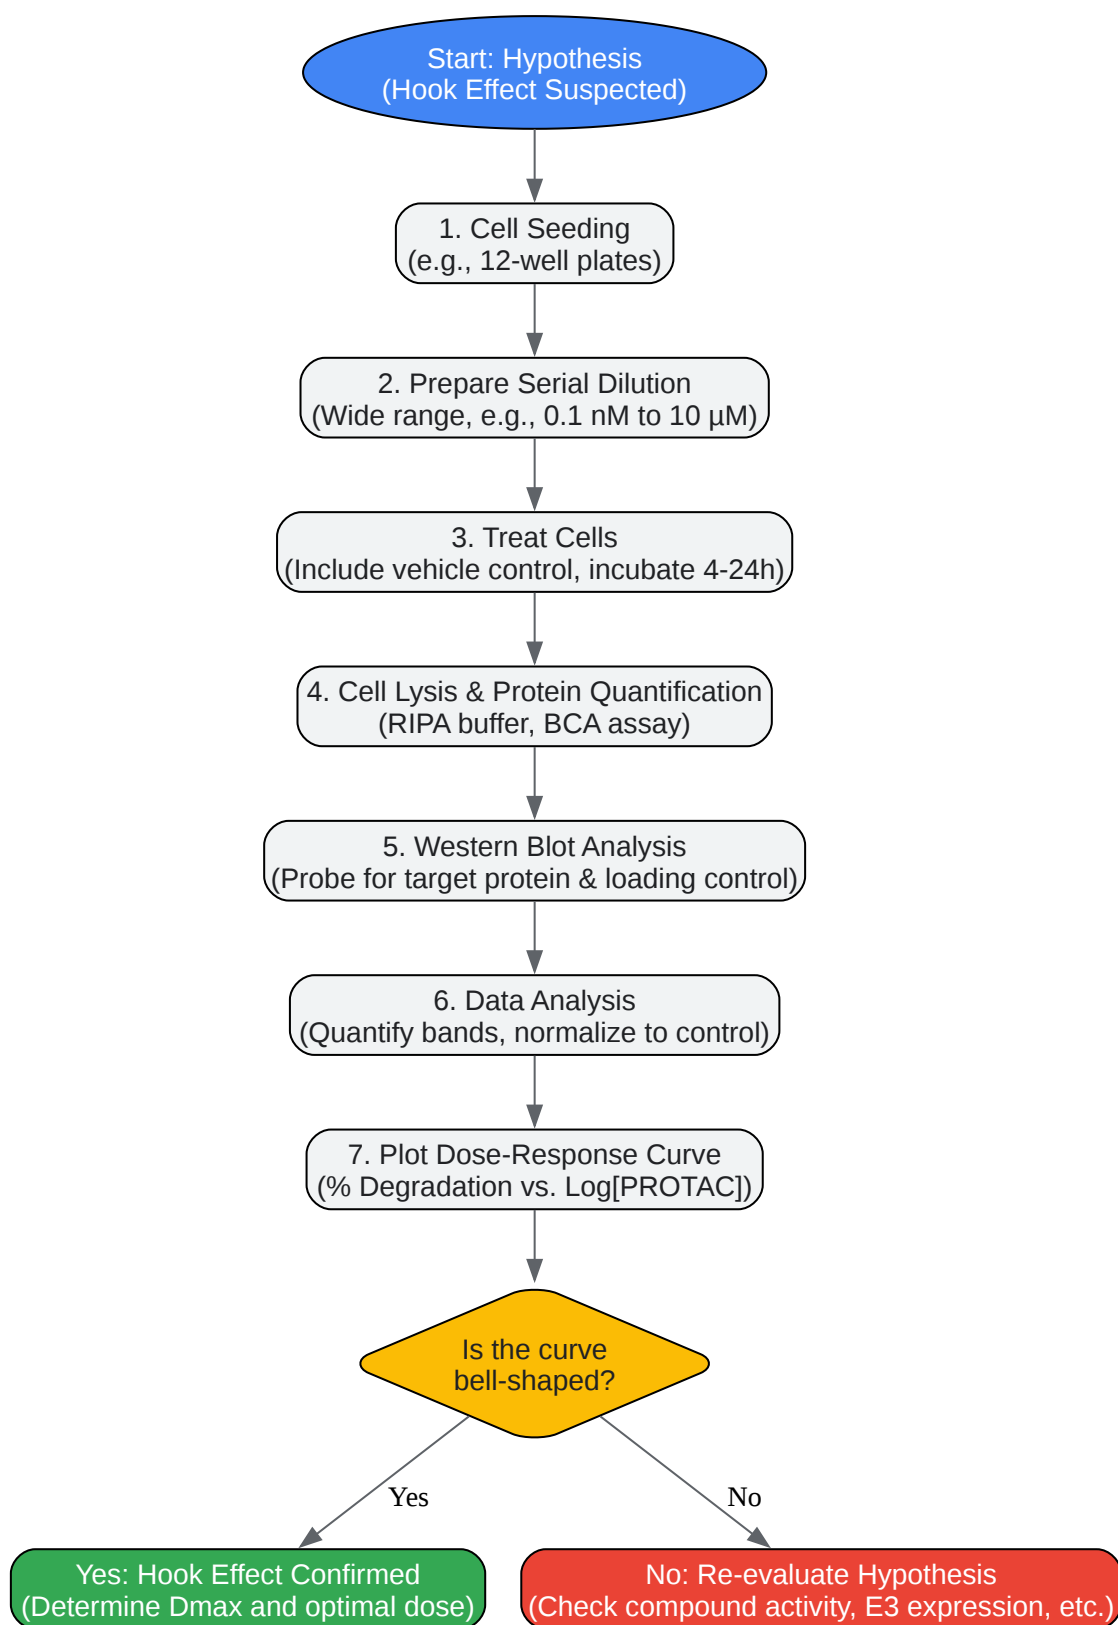 Start: Hypothesis
(Hook Effect Suspected)
1. Cell Seeding
(e.g., 12-well plates)
2. Prepare Serial Dilution
(Wide range, e.g., 0.1 nM to 10 µM)
3. Treat Cells
(Include vehicle control, incubate 4-24h)
4. Cell Lysis & Protein Quantification
(RIPA buffer, BCA assay)
5. Western Blot Analysis
(Probe for target protein & loading control)
6. Data Analysis
(Quantify bands, normalize to control)
7. Plot Dose-Response Curve
(% Degradation vs. Log[PROTAC])
Is the curve
bell-shaped?
Yes
No
Yes: Hook Effect Confirmed
(Determine Dmax and optimal dose)
No: Re-evaluate Hypothesis
(Check compound activity, E3 expression, etc.)